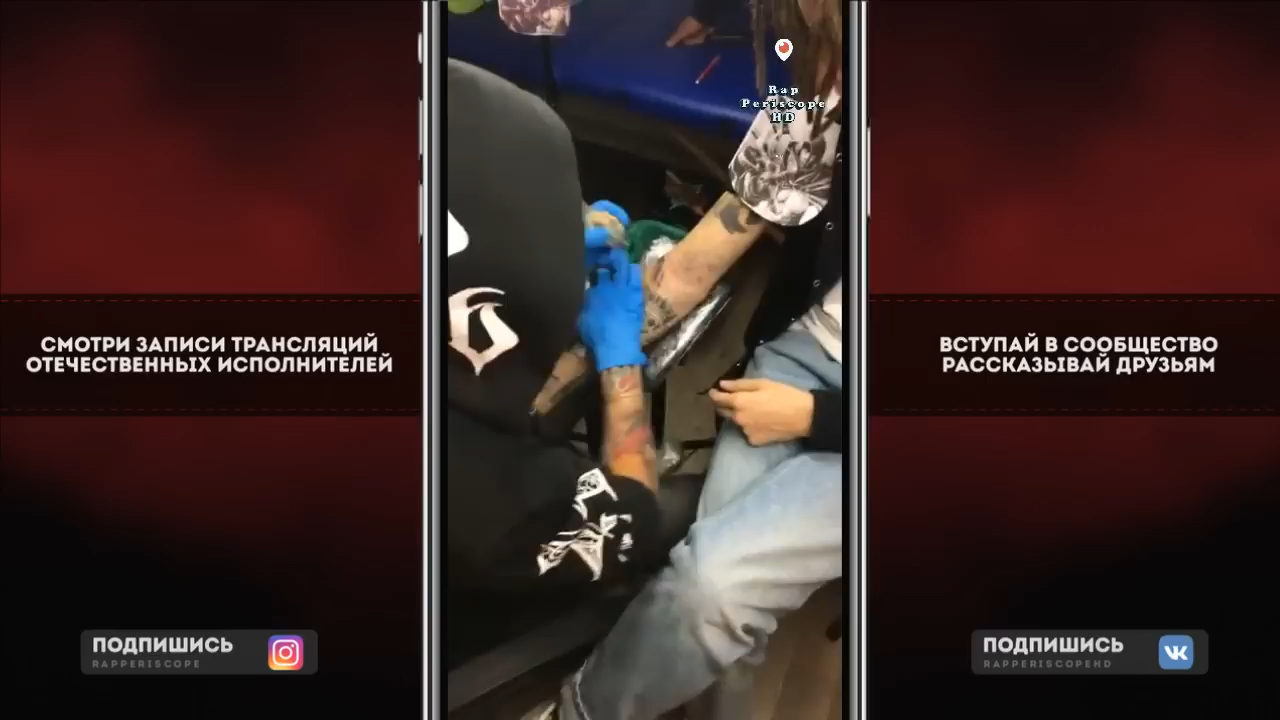 Rap
Periscope
HD
СМОТРИ ЗАПИСИ ТРАНСЛЯЦИЙ
ОТЕЧЕСТВЕННЫХ ИСПОЛНИТЕЛЕЙ
ВСТУПАЙ В СООБЩЕСТВО
РАССКАЗЫВАЙ ДРУЗЬЯМ
ПОДПИШИСЬ
RAPPERISCOPE
ПОДПИШИСЬ
RAPPERISCOPEHD